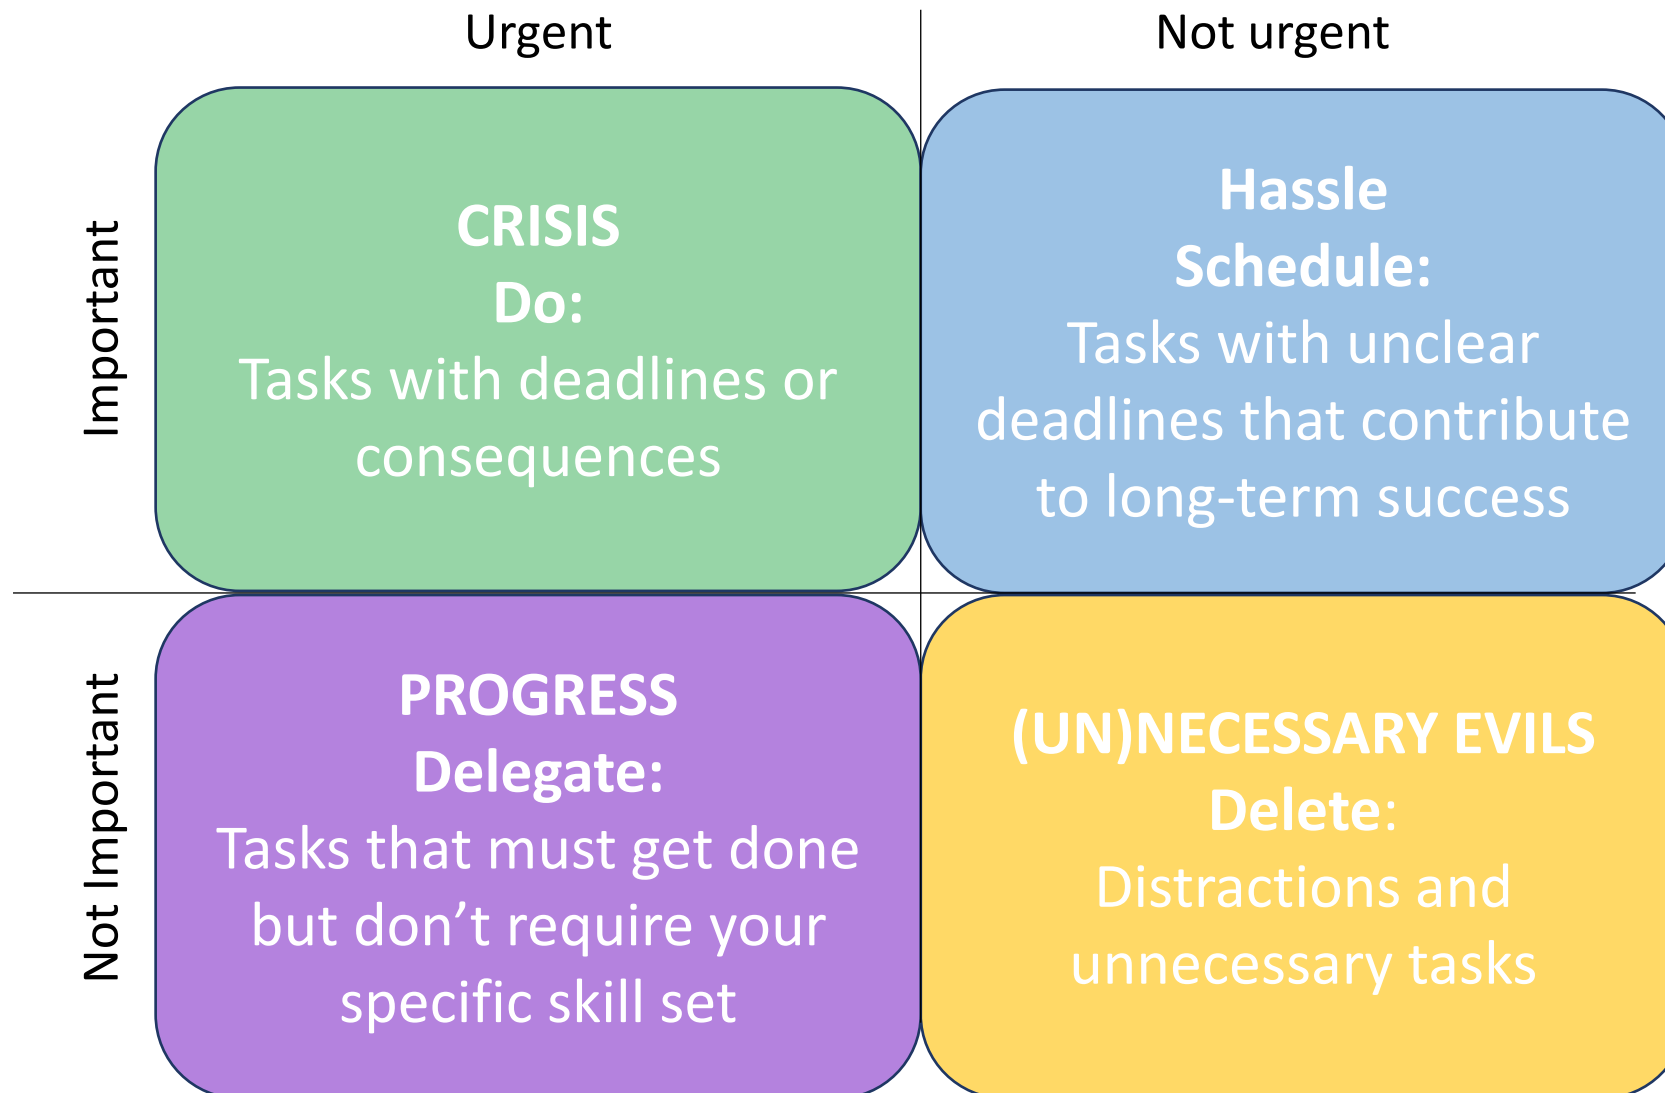 Urgent
Not urgent
Important
CRISIS
Do:
Tasks with deadlines or
consequences
Hassle
Schedule:
Tasks with unclear
deadlines that contribute
to long-term success
Not Important
PROGRESS
Delegate:
Tasks that must get done
but don’t require your
specific skill set
(UN)NECESSARY EVILS
Delete:
Distractions and
unnecessary tasks